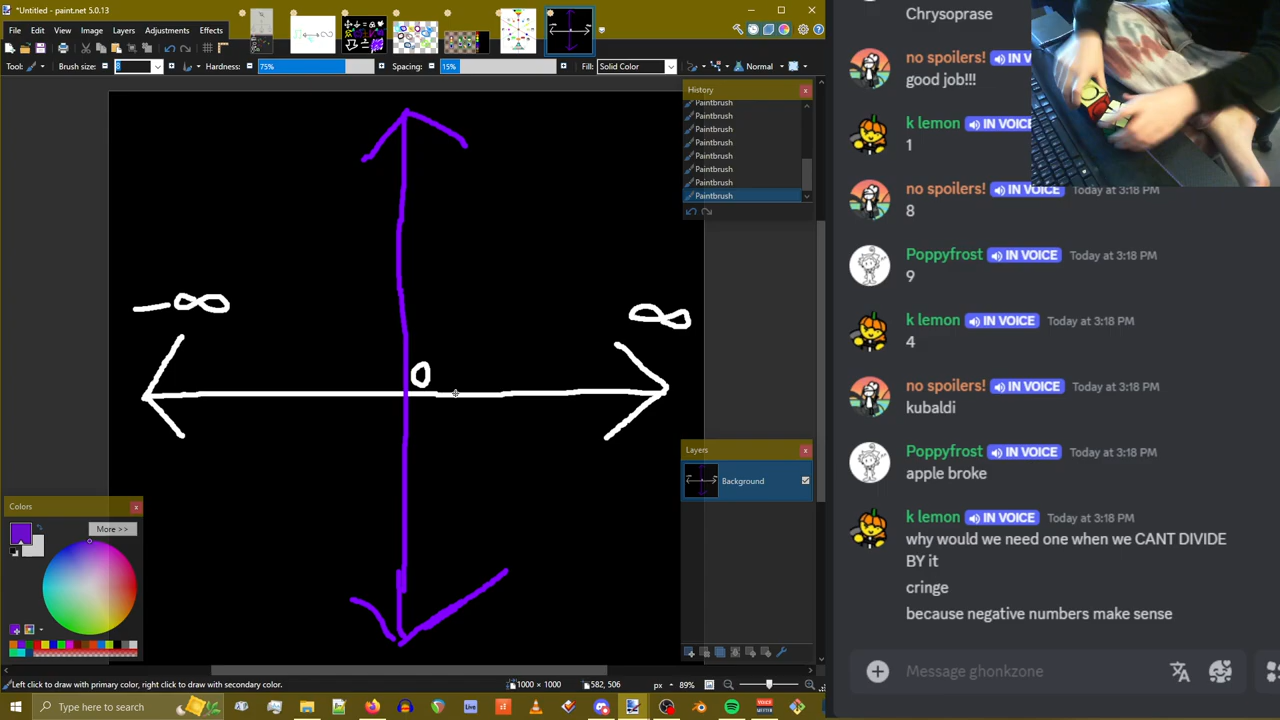 *Untitled - paint.net 5.0.13
File Edit View Image Layers Adjustments Effects
Tool: Brush size: 8 Hardness: 75% Spacing: 15% Fill: Solid Color Normal
History
Paintbrush
Paintbrush
Paintbrush
Paintbrush
Paintbrush
Paintbrush
Paintbrush
Paintbrush
-∞ ∞
0
Layers
Background
Colors
More >>
Left click to draw with primary color, right click to draw with secondary color.
1000 × 1000 582, 506 px 89%
Type here to search
Live
Chrysoprase
no spoilers! IN V
good job!!!
k lemon IN VOICE
1
no spoilers! IN VOICE Today at 3:18 PM
8
Poppyfrost IN VOICE Today at 3:18 PM
9
k lemon IN VOICE Today at 3:18 PM
4
no spoilers! IN VOICE Today at 3:18 PM
kubaldi
Poppyfrost IN VOICE Today at 3:18 PM
apple broke
k lemon IN VOICE Today at 3:18 PM
why would we need one when we CANT DIVIDE
BY it
cringe
because negative numbers make sense
Message ghonkzone